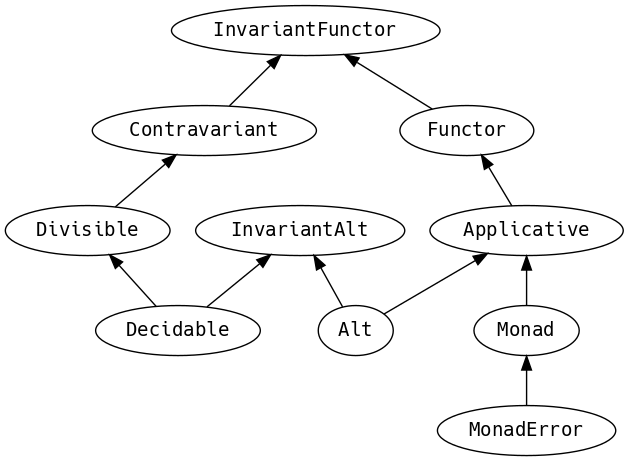 InvariantFunctor
Contravariant
Functor
Divisible
InvariantAlt
Applicative
Decidable
Alt
Monad
MonadError